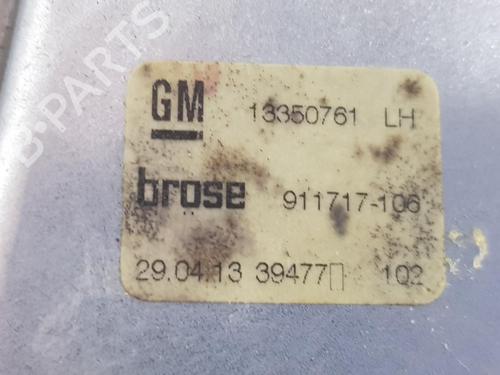 B-PARTS
GM 13350761 LH
brose 911717-106
29.04.13 39477▯ 102